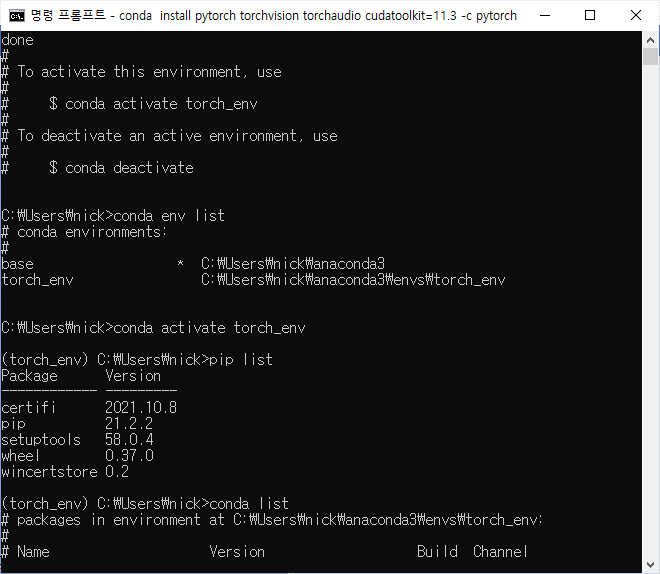 명령 프롬프트 - conda  install pytorch torchvision torchaudio cudatoolkit=11.3 -c pytorch
done
#
# To activate this environment, use
#
#     $ conda activate torch_env
#
# To deactivate an active environment, use
#
#     $ conda deactivate
C:₩Users₩nick>conda env list
# conda environments:
#
base                  *  C:₩Users₩nick₩anaconda3
torch_env                C:₩Users₩nick₩anaconda3₩envs₩torch_env
C:₩Users₩nick>conda activate torch_env
(torch_env) C:₩Users₩nick>pip list
Package      Version
------------ ---------
certifi      2021.10.8
pip          21.2.2
setuptools   58.0.4
wheel        0.37.0
wincertstore 0.2
(torch_env) C:₩Users₩nick>conda list
# packages in environment at C:₩Users₩nick₩anaconda3₩envs₩torch_env:
#
# Name                    Version                   Build  Channel